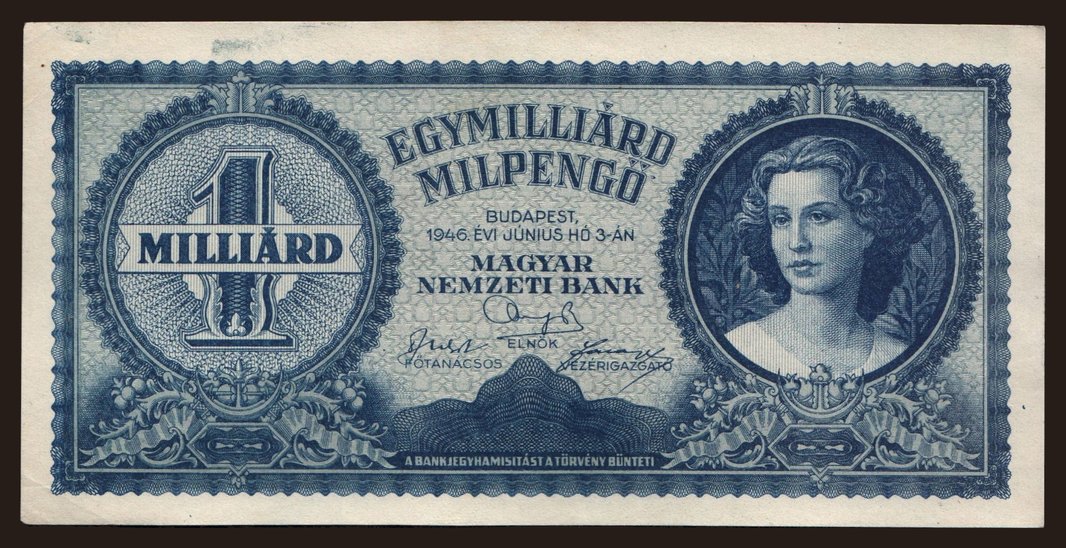 1
MILLIÁRD
EGYMILLIÁRD
MILPENGŐ
BUDAPEST,
1946. ÉVI JÚNIUS HÓ 3-ÁN
MAGYAR
NEMZETI BANK
ELNÖK
FŐTANÁCSOS
VEZÉRIGAZGATÓ
A BANKJEGYHAMISITÁST A TÖRVÉNY BÜNTETI